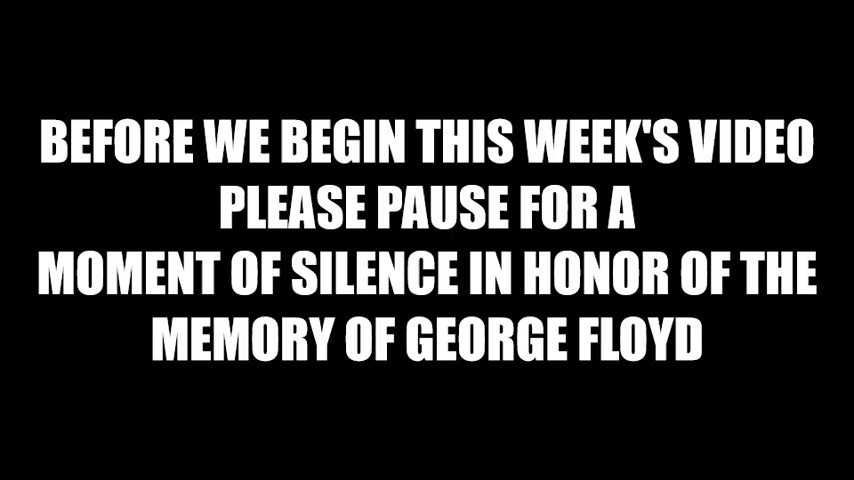 BEFORE WE BEGIN THIS WEEK'S VIDEO
PLEASE PAUSE FOR A
MOMENT OF SILENCE IN HONOR OF THE
MEMORY OF GEORGE FLOYD